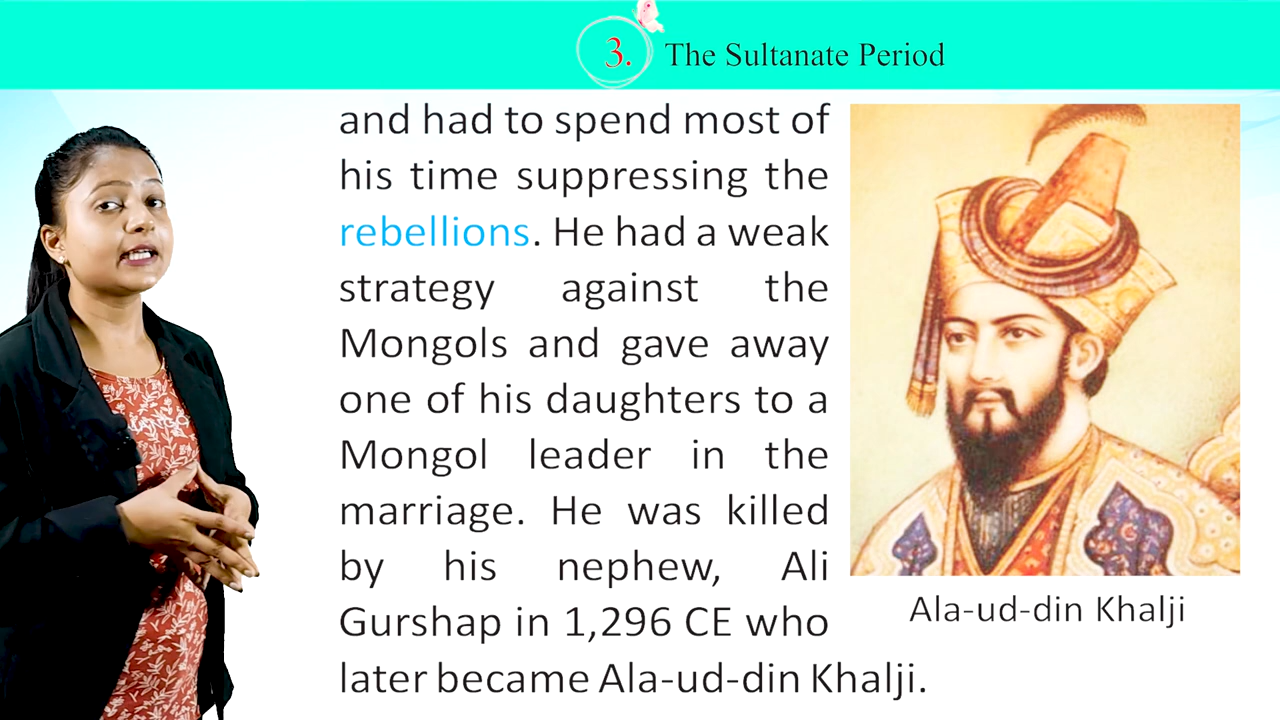 3. The Sultanate Period
and had to spend most of
his time suppressing the
rebellions. He had a weak
strategy against the
Mongols and gave away
one of his daughters to a
Mongol leader in the
marriage. He was killed
by his nephew, Ali
Gurshap in 1,296 CE who
later became Ala-ud-din Khalji.
Ala-ud-din Khalji